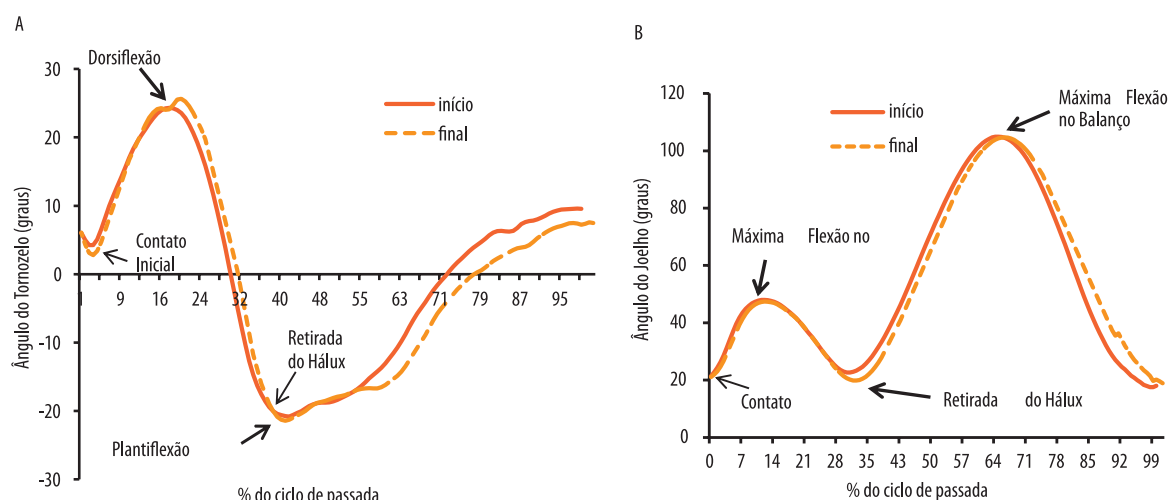 A
Dorsiflexão
30
20
10
0
-10
-20
-30
Ângulo do Tornozelo (graus)
início
final
Contato
Inicial
1 9 16 24 32 40 48 55 63 71 79 87 95
Retirada
do Hálux
Plantiflexão
% do ciclo de passada
B
120
100
80
60
40
20
0
Ângulo do Joelho (graus)
início
final
Máxima Flexão
no Balanço
Máxima Flexão no
Contato
Retirada do Hálux
0 7 14 21 28 35 43 50 57 64 71 78 85 92 99
% do ciclo de passada